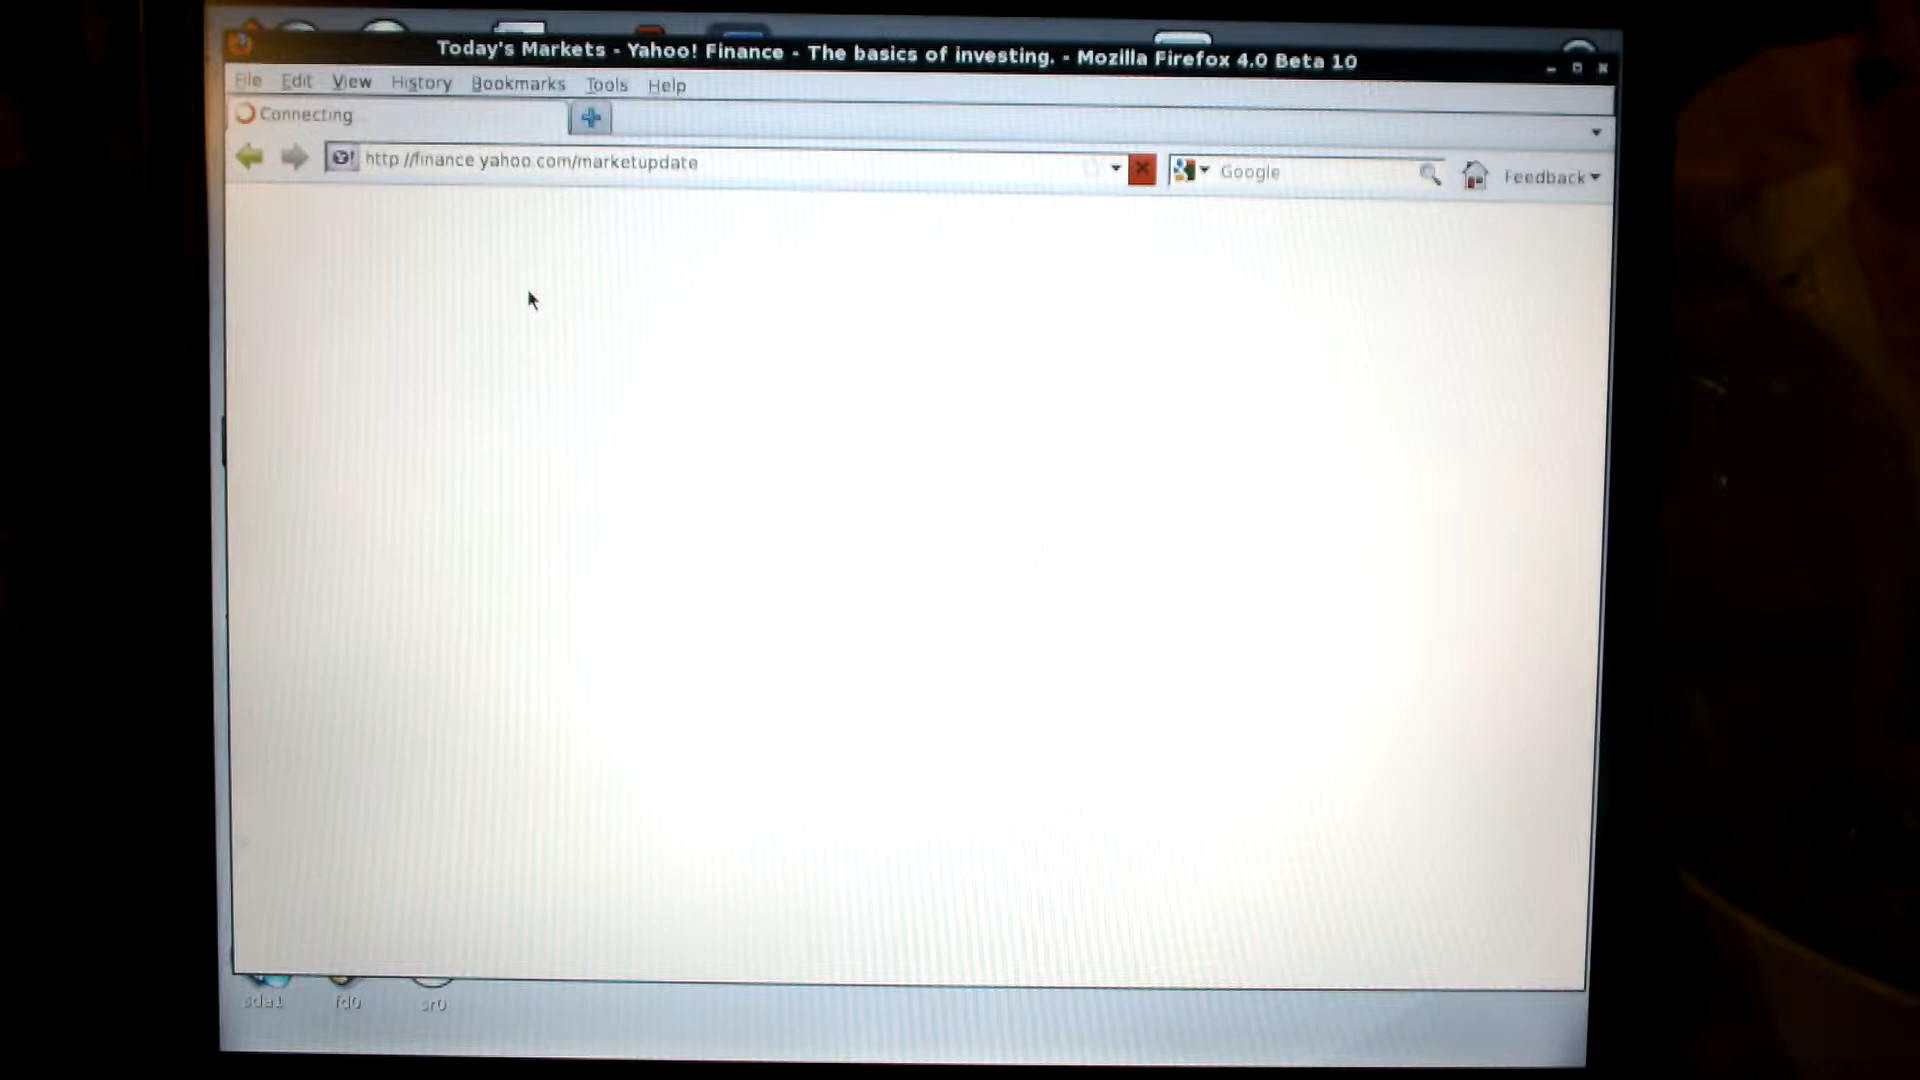 Today's Markets - Yahoo! Finance - The basics of investing. - Mozilla Firefox 4.0 Beta 10
File Edit View History Bookmarks Tools Help
Connecting
http //finance yahoo com/marketupdate
Google
Feedback
sda1 fd0 sr0